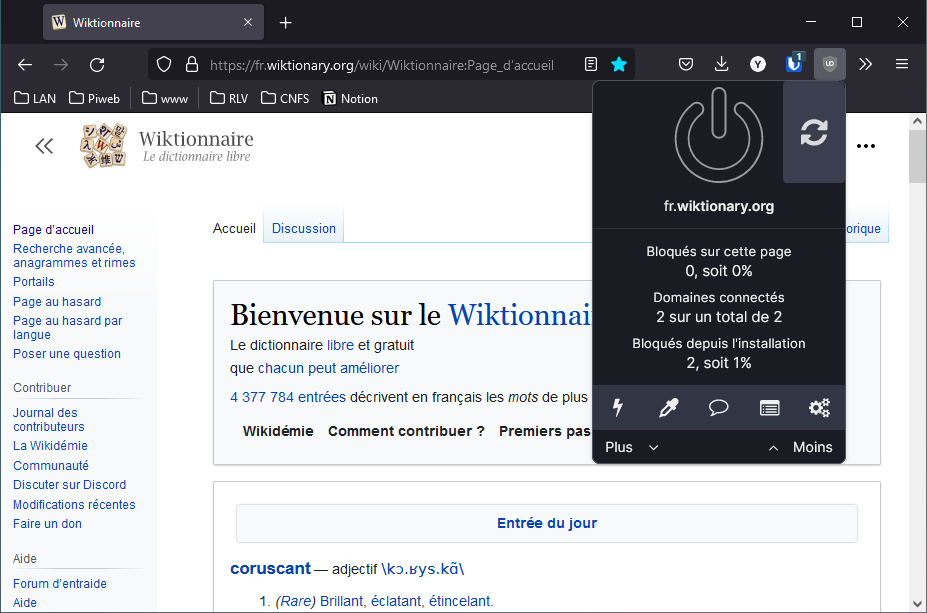 Wiktionnaire
https://fr.wiktionary.org/wiki/Wiktionnaire:Page_d'accueil
Y
1
LAN
Piweb
www
RLV
CNFS
Notion
Wiktionnaire
Le dictionnaire libre
Page d'accueil
Recherche avancée,
anagrammes et rimes
Portails
Page au hasard
Page au hasard par
langue
Poser une question
Contribuer
Journal des
contributeurs
La Wikidémie
Communauté
Discuter sur Discord
Modifications récentes
Faire un don
Aide
Forum d'entraide
Aide
Accueil
Discussion
orique
Bienvenue sur le Wiktionnai
Le dictionnaire libre et gratuit
que chacun peut améliorer
4 377 784 entrées décrivent en français les mots de plus
Wikidémie Comment contribuer ? Premiers pas
Entrée du jour
coruscant — adjectif \kɔ.ʁys.kɑ̃\
1. (Rare) Brillant, éclatant, étincelant.
fr.wiktionary.org
Bloqués sur cette page
0, soit 0%
Domaines connectés
2 sur un total de 2
Bloqués depuis l'installation
2, soit 1%
Plus
Moins